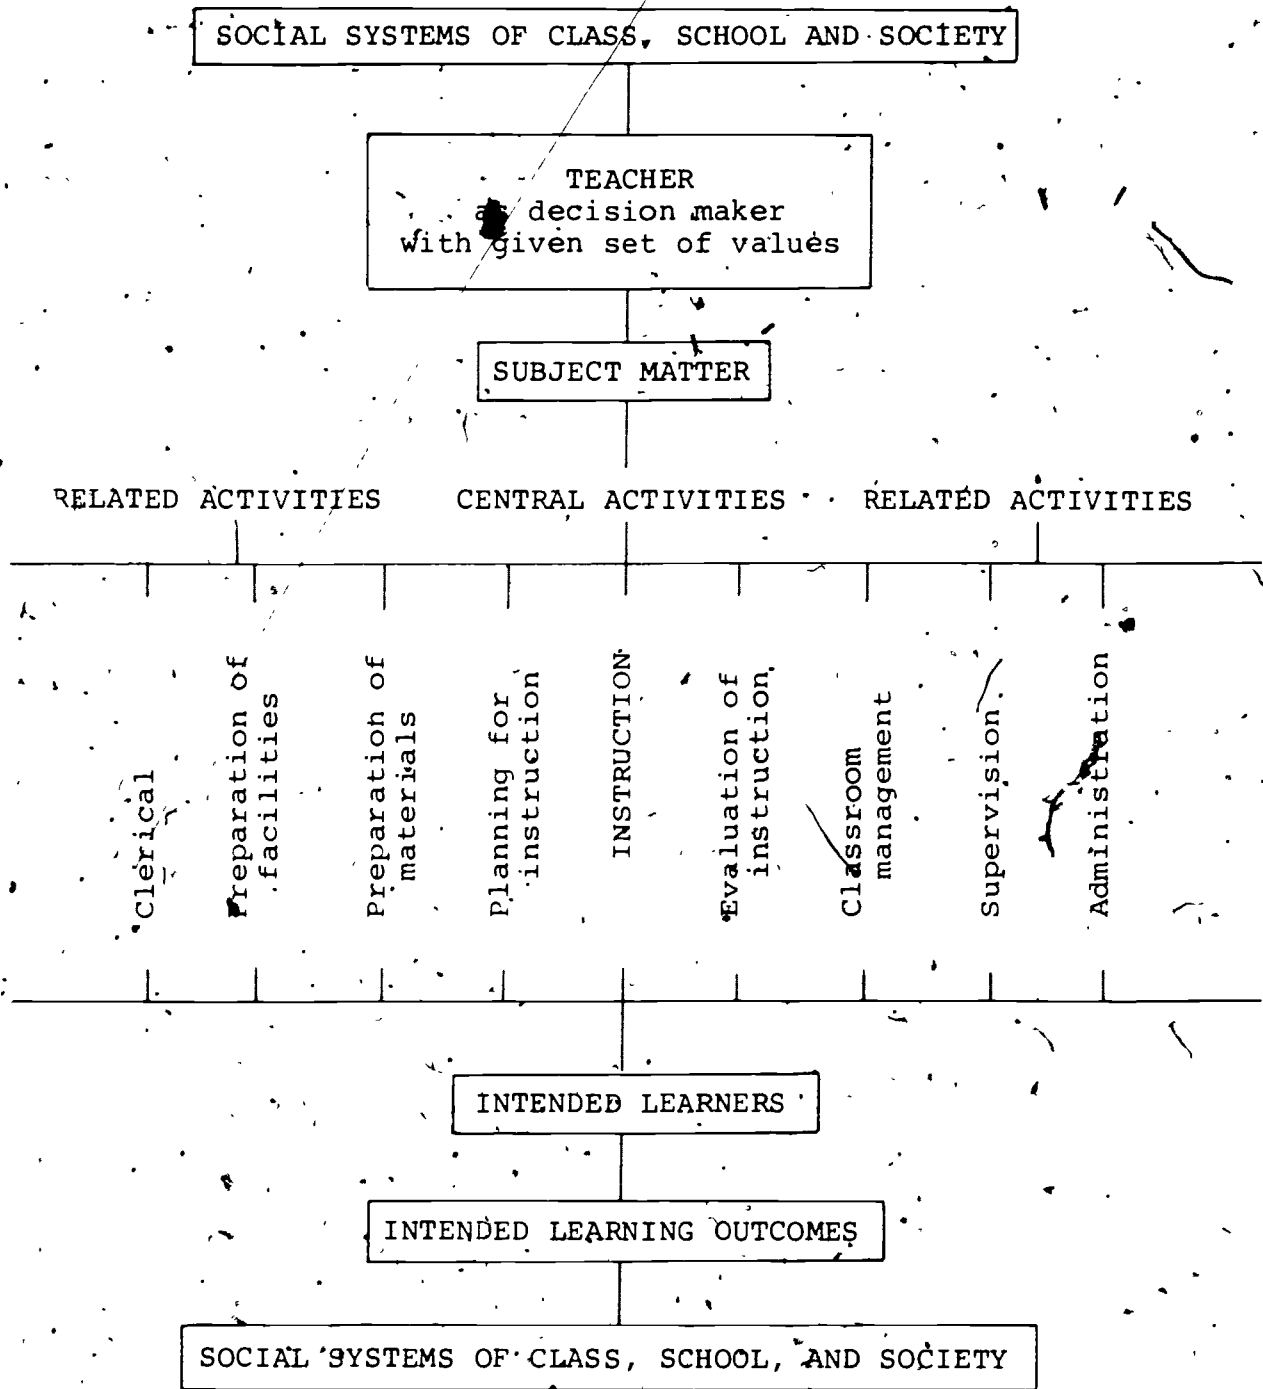 SOCIAL SYSTEMS OF CLASS, SCHOOL AND SOCIETY
TEACHER
as decision maker
with given set of values
SUBJECT MATTER
RELATED ACTIVITIES
CENTRAL ACTIVITIES
RELATED ACTIVITIES
Clerical
Preparation of
facilities
Preparation of
materials
Planning for
instruction
INSTRUCTION
Evaluation of
instruction
Classroom
management
Supervision
Administration
INTENDED LEARNERS
INTENDED LEARNING OUTCOMES
SOCIAL SYSTEMS OF CLASS, SCHOOL, AND SOCIETY